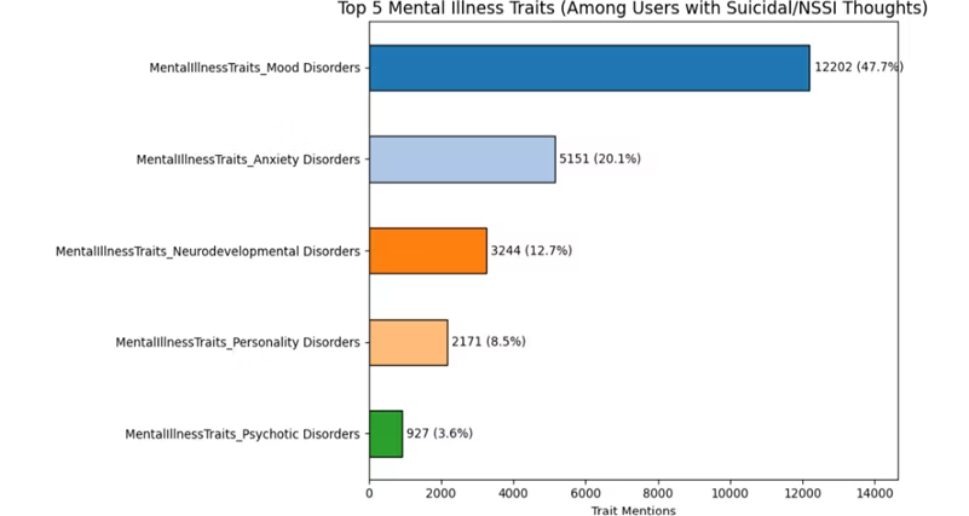 Top 5 Mental Illness Traits (Among Users with Suicidal/NSSI Thoughts)
MentalIllnessTraits_Mood Disorders
12202 (47.7%)
MentalIllnessTraits_Anxiety Disorders
5151 (20.1%)
MentalIllnessTraits_Neurodevelopmental Disorders
3244 (12.7%)
MentalIllnessTraits_Personality Disorders
2171 (8.5%)
MentalIllnessTraits_Psychotic Disorders
927 (3.6%)
0 2000 4000 6000 8000 10000 12000 14000
Trait Mentions